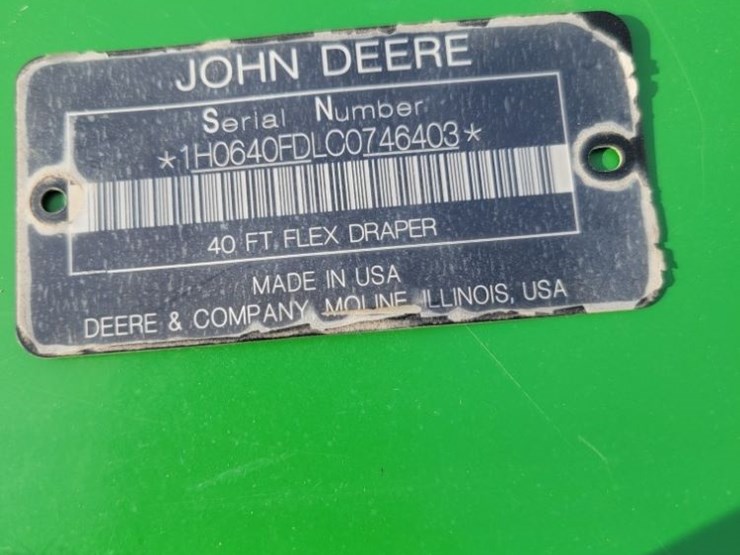 JOHN DEERE
Serial Number
*1H0640FDLC0746403*
40 FT FLEX DRAPER
MADE IN USA
DEERE & COMPANY MOLINE ILLINOIS, USA